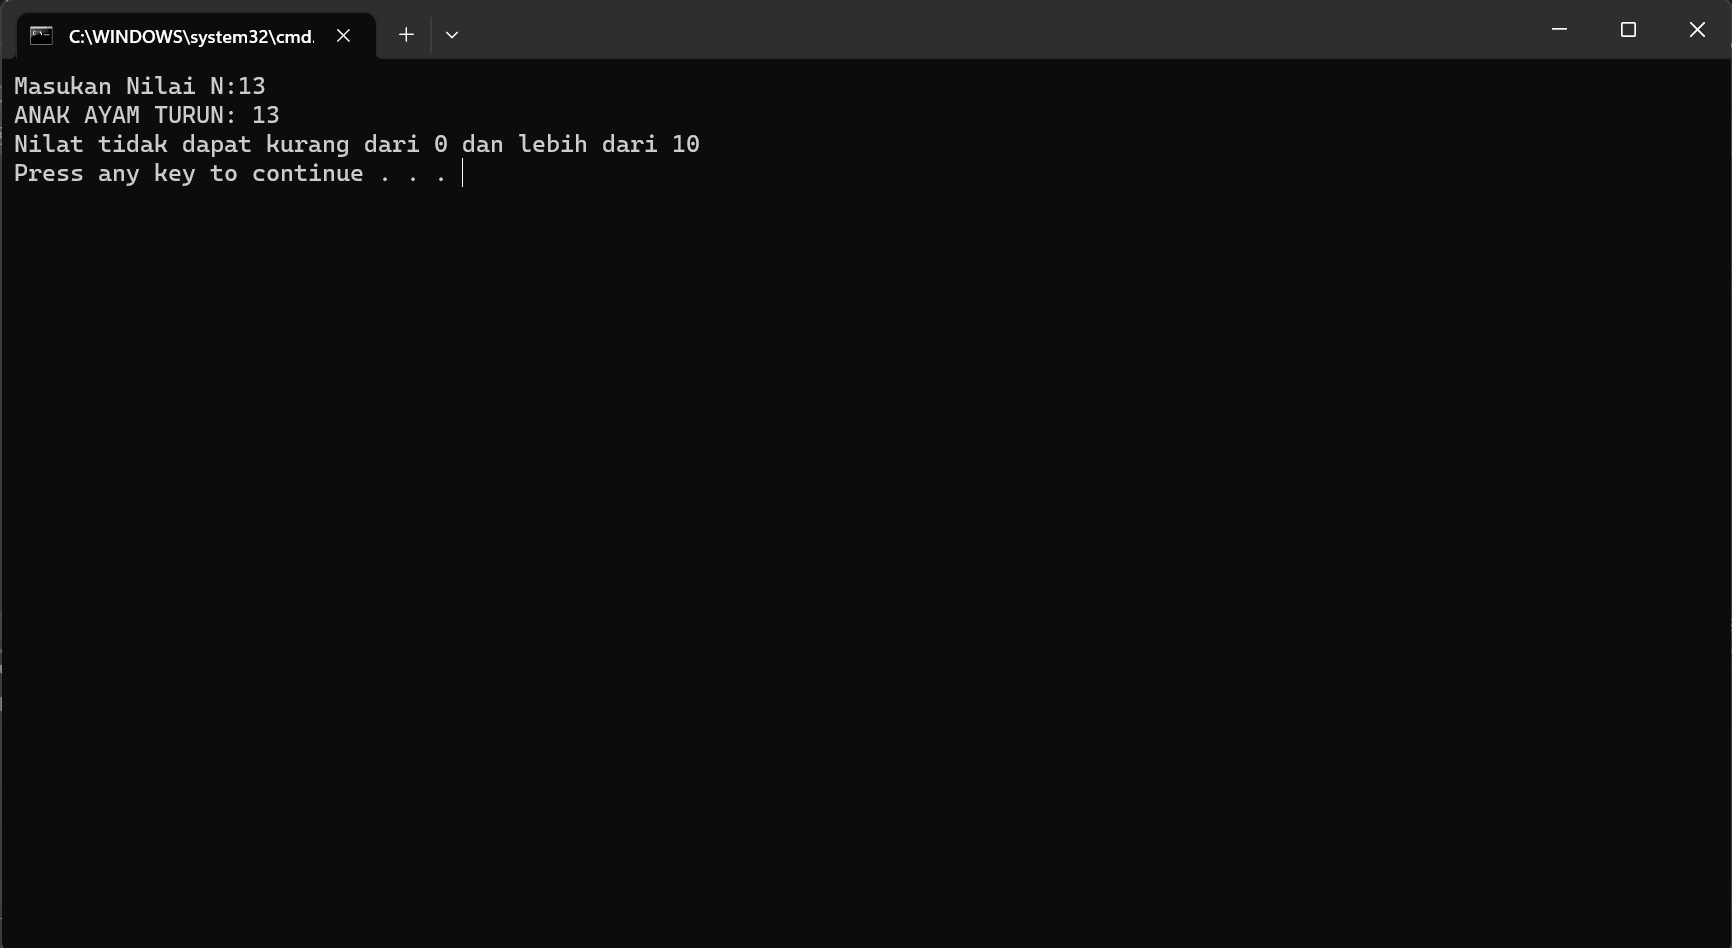 C:\WINDOWS\system32\cmd.
Masukan Nilai N:13
ANAK AYAM TURUN: 13
Nilat tidak dapat kurang dari 0 dan lebih dari 10
Press any key to continue . . .